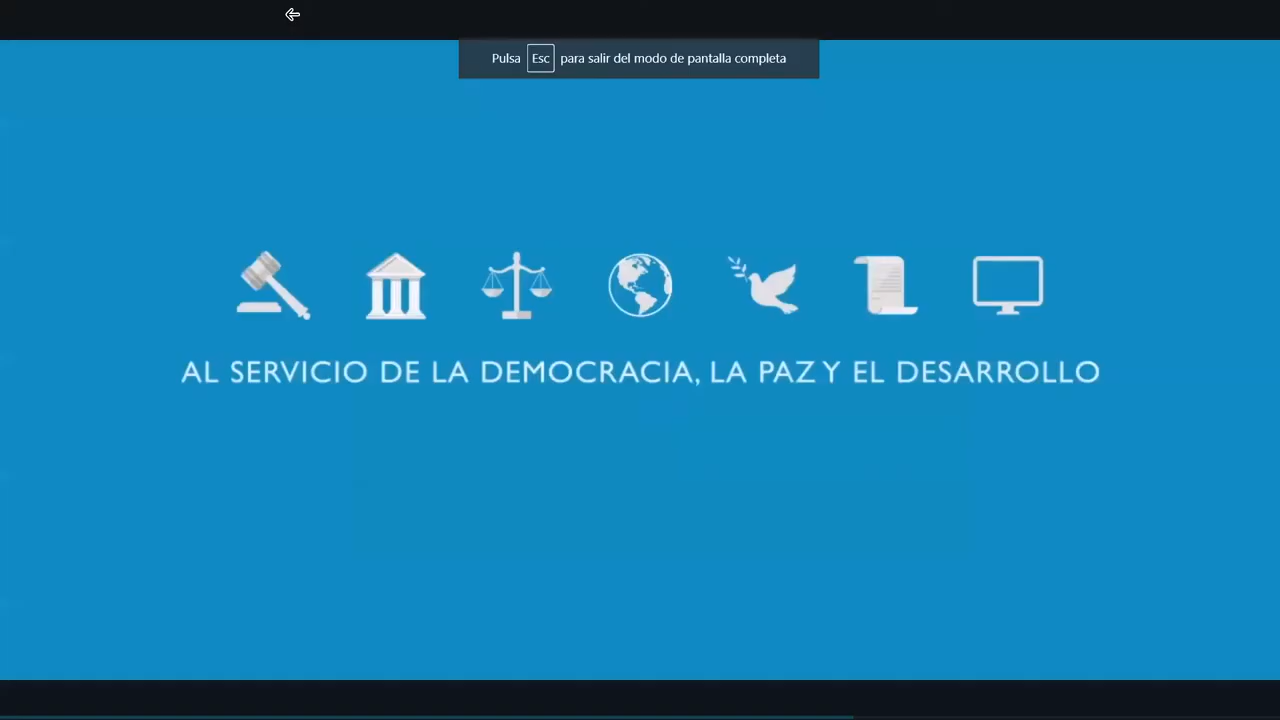 Pulsa Esc para salir del modo de pantalla completa
AL SERVICIO DE LA DEMOCRACIA, LA PAZ Y EL DESARROLLO